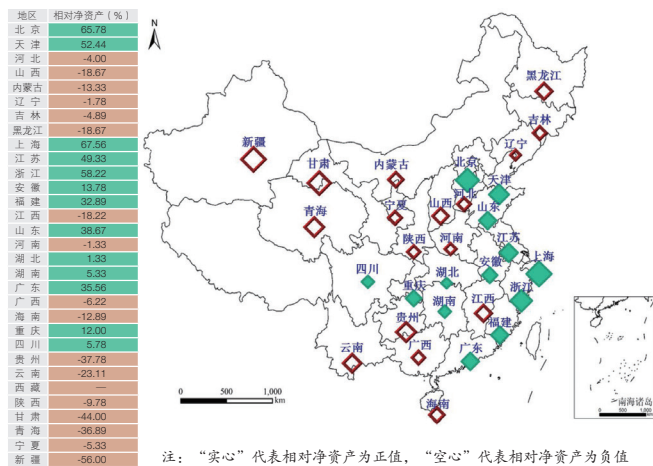 地区 相对净资产（%）
北 京 65.78
天 津 52.44
河 北 -4.00
山 西 -18.67
内蒙古 -13.33
辽 宁 -1.78
吉 林 -4.89
黑龙江 -18.67
上 海 67.56
江 苏 49.33
浙 江 58.22
安 徽 13.78
福 建 32.89
江 西 -18.22
山 东 38.67
河 南 -1.33
湖 北 1.33
湖 南 5.33
广 东 35.56
广 西 -6.22
海 南 -12.89
重 庆 12.00
四 川 5.78
贵 州 -37.78
云 南 -23.11
西 藏 —
陕 西 -9.78
甘 肃 -44.00
青 海 -36.89
宁 夏 -5.33
新 疆 -56.00
N
黑龙江
吉林
辽宁
新疆
甘肃
内蒙古
北京
天津
河北
山西
宁夏
山东
青海
陕西
河南
江苏
安徽
上海
四川
湖北
重庆
浙江
湖南
江西
贵州
福建
云南
广西
广东
海南
0 500 1,000
km
南海诸岛
0 1,000
km
注：“实心”代表相对净资产为正值，“空心”代表相对净资产为负值